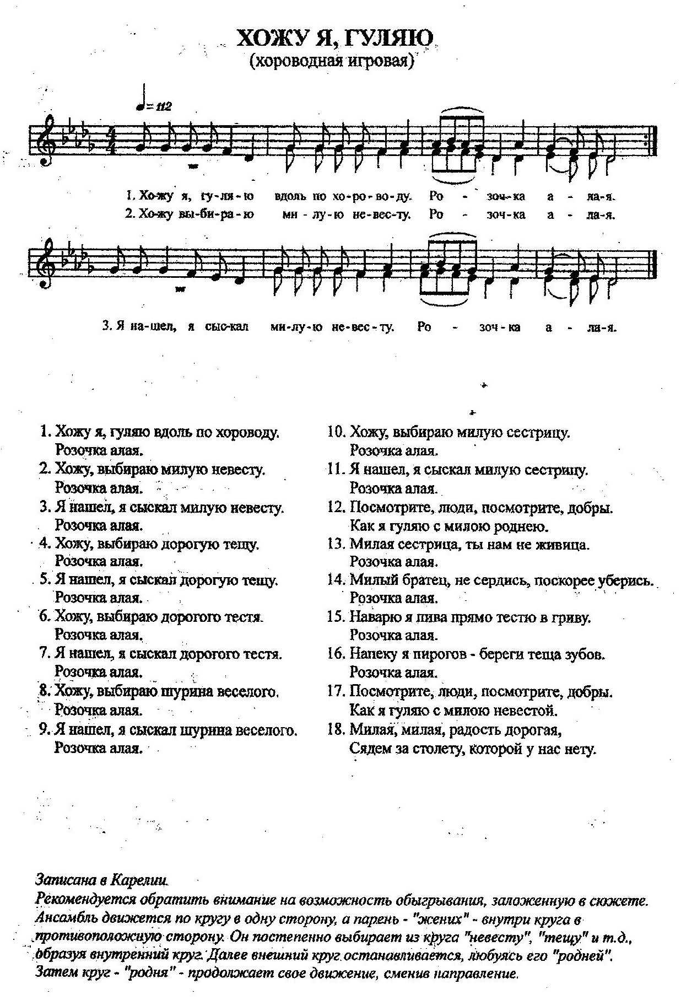 ХОЖУ Я, ГУЛЯЮ
(хороводная игровая)
= 112
4
4
1. Хо-жу я, гу-ля-ю вдоль по хо-ро-во-ду. Ро - зоч-ка а - ла-я.
2. Хо-жу вы-би-ра-ю ми-лу-ю не-вес-ту. Ро - зоч-ка а - ла-я.
3. Я на-шел, я сыс-кал ми-лу-ю не-вес-ту. Ро - зоч-ка а - ла-я.
1. Хожу я, гуляю вдоль по хороводу.
Розочка алая.
2. Хожу, выбираю милую невесту.
Розочка алая.
3. Я нашел, я сыскал милую невесту.
Розочка алая.
4. Хожу, выбираю дорогую тещу.
Розочка алая.
5. Я нашел, я сыскал дорогую тещу.
Розочка алая.
6. Хожу, выбираю дорогого тестя.
Розочка алая.
7. Я нашел, я сыскал дорогого тестя.
Розочка алая.
8. Хожу, выбираю шурина веселого.
Розочка алая.
9. Я нашел, я сыскал шурина веселого.
Розочка алая.
10. Хожу, выбираю милую сестрицу.
Розочка алая.
11. Я нашел, я сыскал милую сестрицу.
Розочка алая.
12. Посмотрите, люди, посмотрите, добры.
Как я гуляю с милою роднею.
13. Милая сестрица, ты нам не живица.
Розочка алая.
14. Милый братец, не сердись, поскорее уберись.
Розочка алая.
15. Наварю я пива прямо тестю в гриву.
Розочка алая.
16. Напеку я пирогов - береги теща зубов.
Розочка алая.
17. Посмотрите, люди, посмотрите, добры.
Как я гуляю с милою невестой.
18. Милая, милая, радость дорогая,
Сядем за столету, которой у нас нету.
Записана в Карелии.
Рекомендуется обратить внимание на возможность обыгрывания, заложенную в сюжете.
Ансамбль движется по кругу в одну сторону, а парень - "жених" - внутри круга в
противоположную сторону. Он постепенно выбирает из круга "невесту", "тещу" и т.д.,
образуя внутренний круг. Далее внешний круг останавливается, любуясь его "родней".
Затем круг - "родня" - продолжает свое движение, сменив направление.